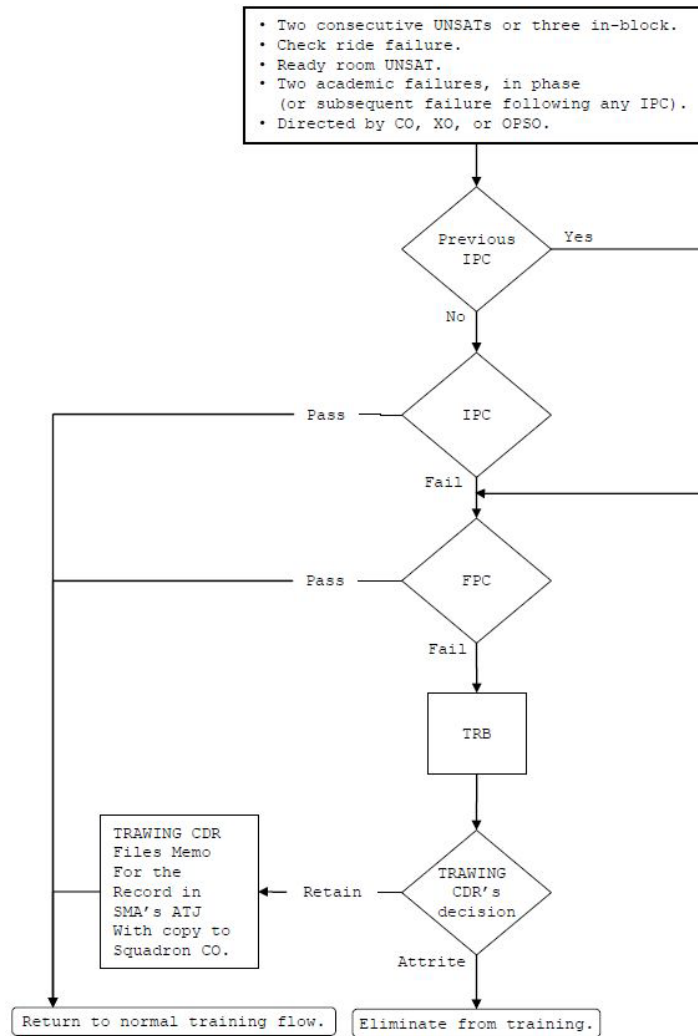 • Two consecutive UNSATs or three in-block.
• Check ride failure.
• Ready room UNSAT.
• Two academic failures, in phase
(or subsequent failure following any IPC).
• Directed by CO, XO, or OPSO.
Previous
IPC
Yes
No
Pass
IPC
Fail
Pass
FPC
Fail
TRB
TRAWING CDR
Files Memo
For the
Record in
SMA's ATJ
With copy to
Squadron CO.
Retain
TRAWING
CDR's
decision
Attrite
Return to normal training flow.
Eliminate from training.